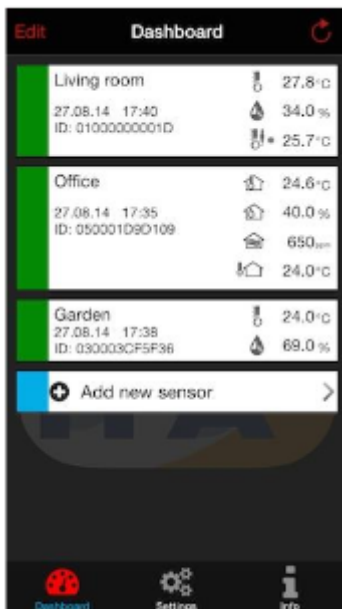 Edit Dashboard
Living room 27.8°C
27.08.14 17:40 34.0 %
ID: 01000000001D 25.7°C
Office 24.6°C
27.08.14 17:35 40.0 %
ID: 050001D9D109 650ppm
24.0°C
Garden 24.0°C
27.08.14 17:38
ID: 030003CF5F36 69.0 %
Add new sensor
Dashboard Settings Info